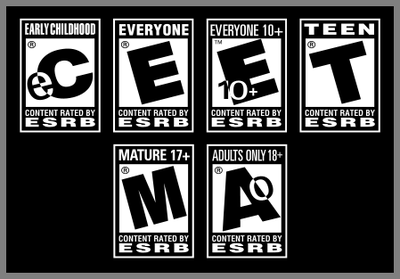 EARLY CHILDHOOD
®
eC
CONTENT RATED BY
ESRB
EVERYONE
®
E
CONTENT RATED BY
ESRB
EVERYONE 10+
™
E
10+
CONTENT RATED BY
ESRB
TEEN
®
T
CONTENT RATED BY
ESRB
MATURE 17+
®
M
CONTENT RATED BY
ESRB
ADULTS ONLY 18+
®
AO
CONTENT RATED BY
ESRB